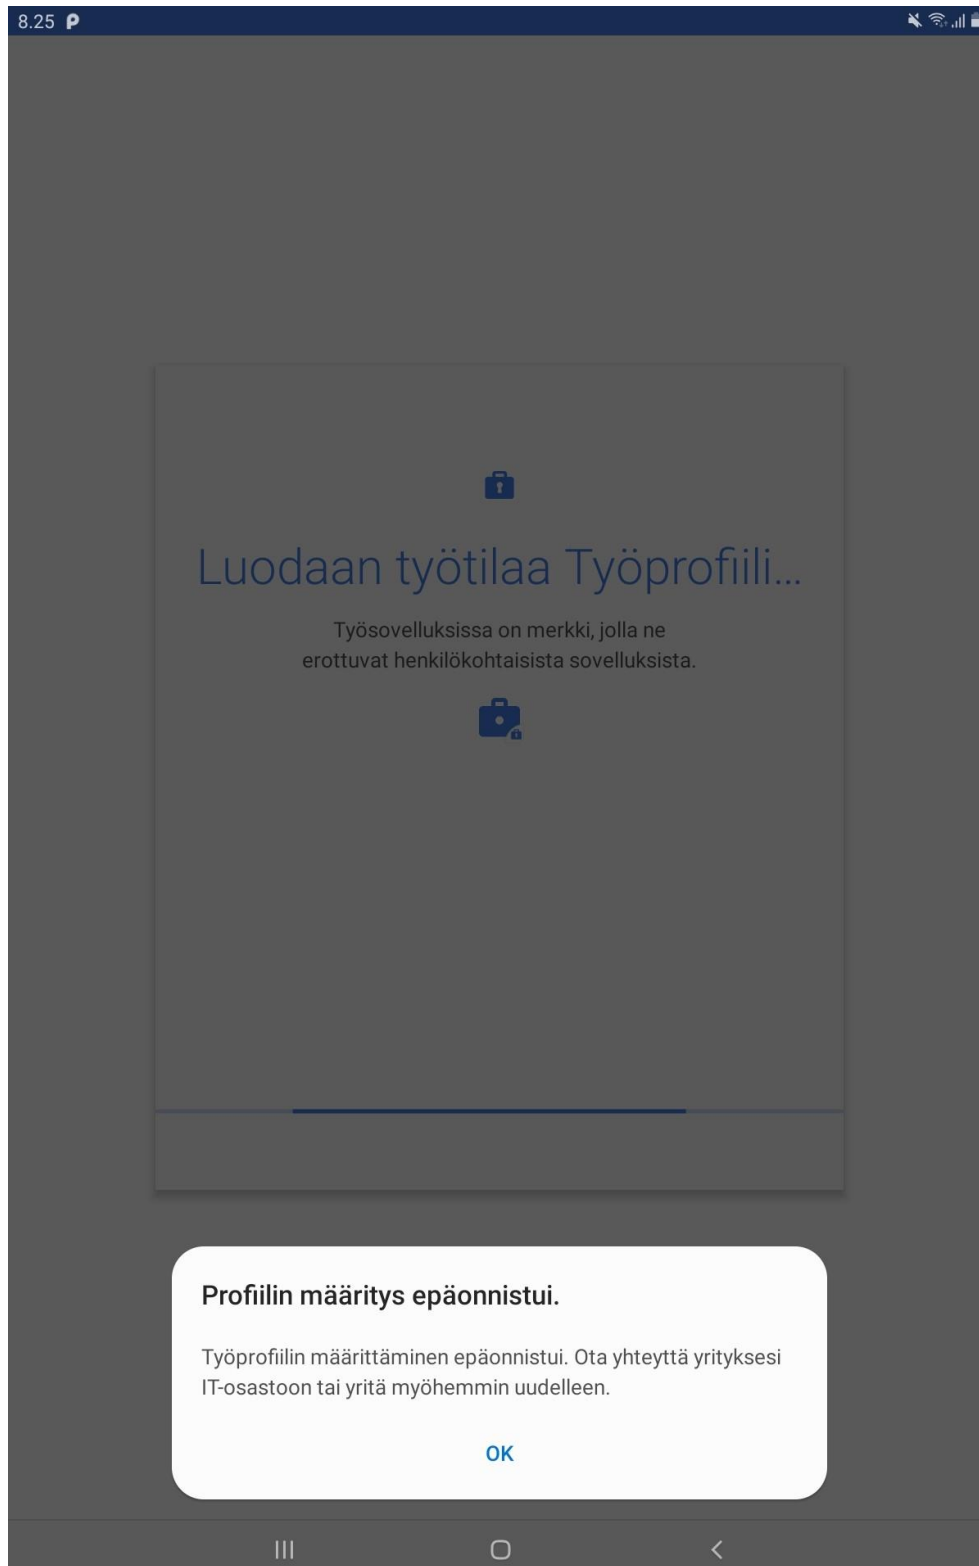 8.25
Luodaan työtilaa Työprofiili...
Työsovelluksissa on merkki, jolla ne
erottuvat henkilökohtaisista sovelluksista.
Profiilin määritys epäonnistui.
Työprofiilin määrittäminen epäonnistui. Ota yhteyttä yrityksesi
IT-osastoon tai yritä myöhemmin uudelleen.
OK